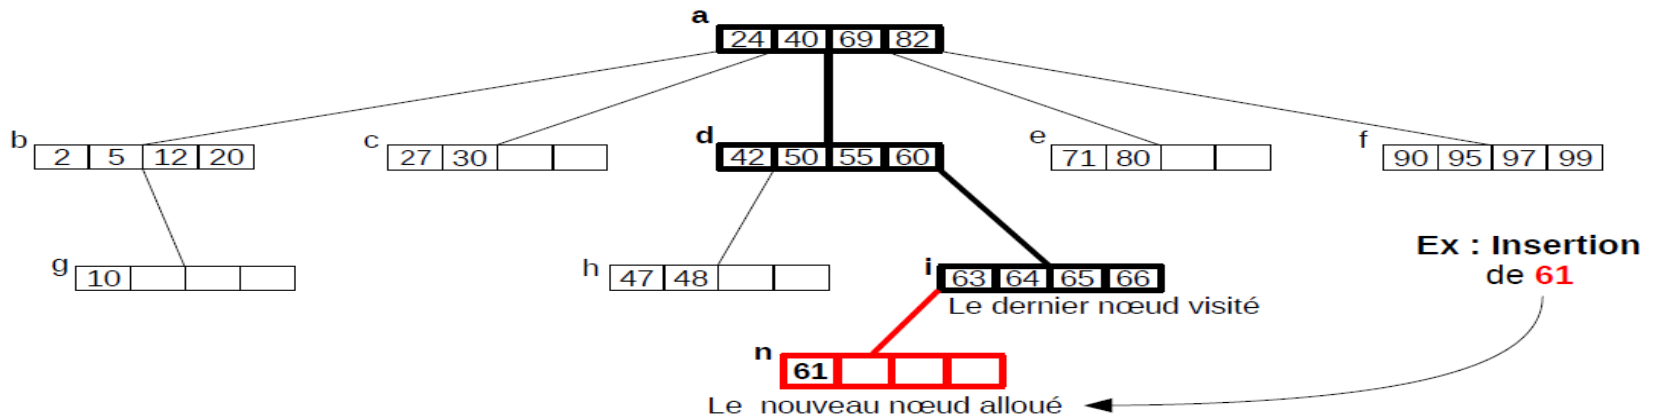 a
24 40 69 82
b 2 5 12 20
c 27 30
d 42 50 55 60
e 71 80
f 90 95 97 99
g 10
h 47 48
i 63 64 65 66
Le dernier nœud visité
Ex : Insertion
de 61
n 61
Le nouveau nœud alloué